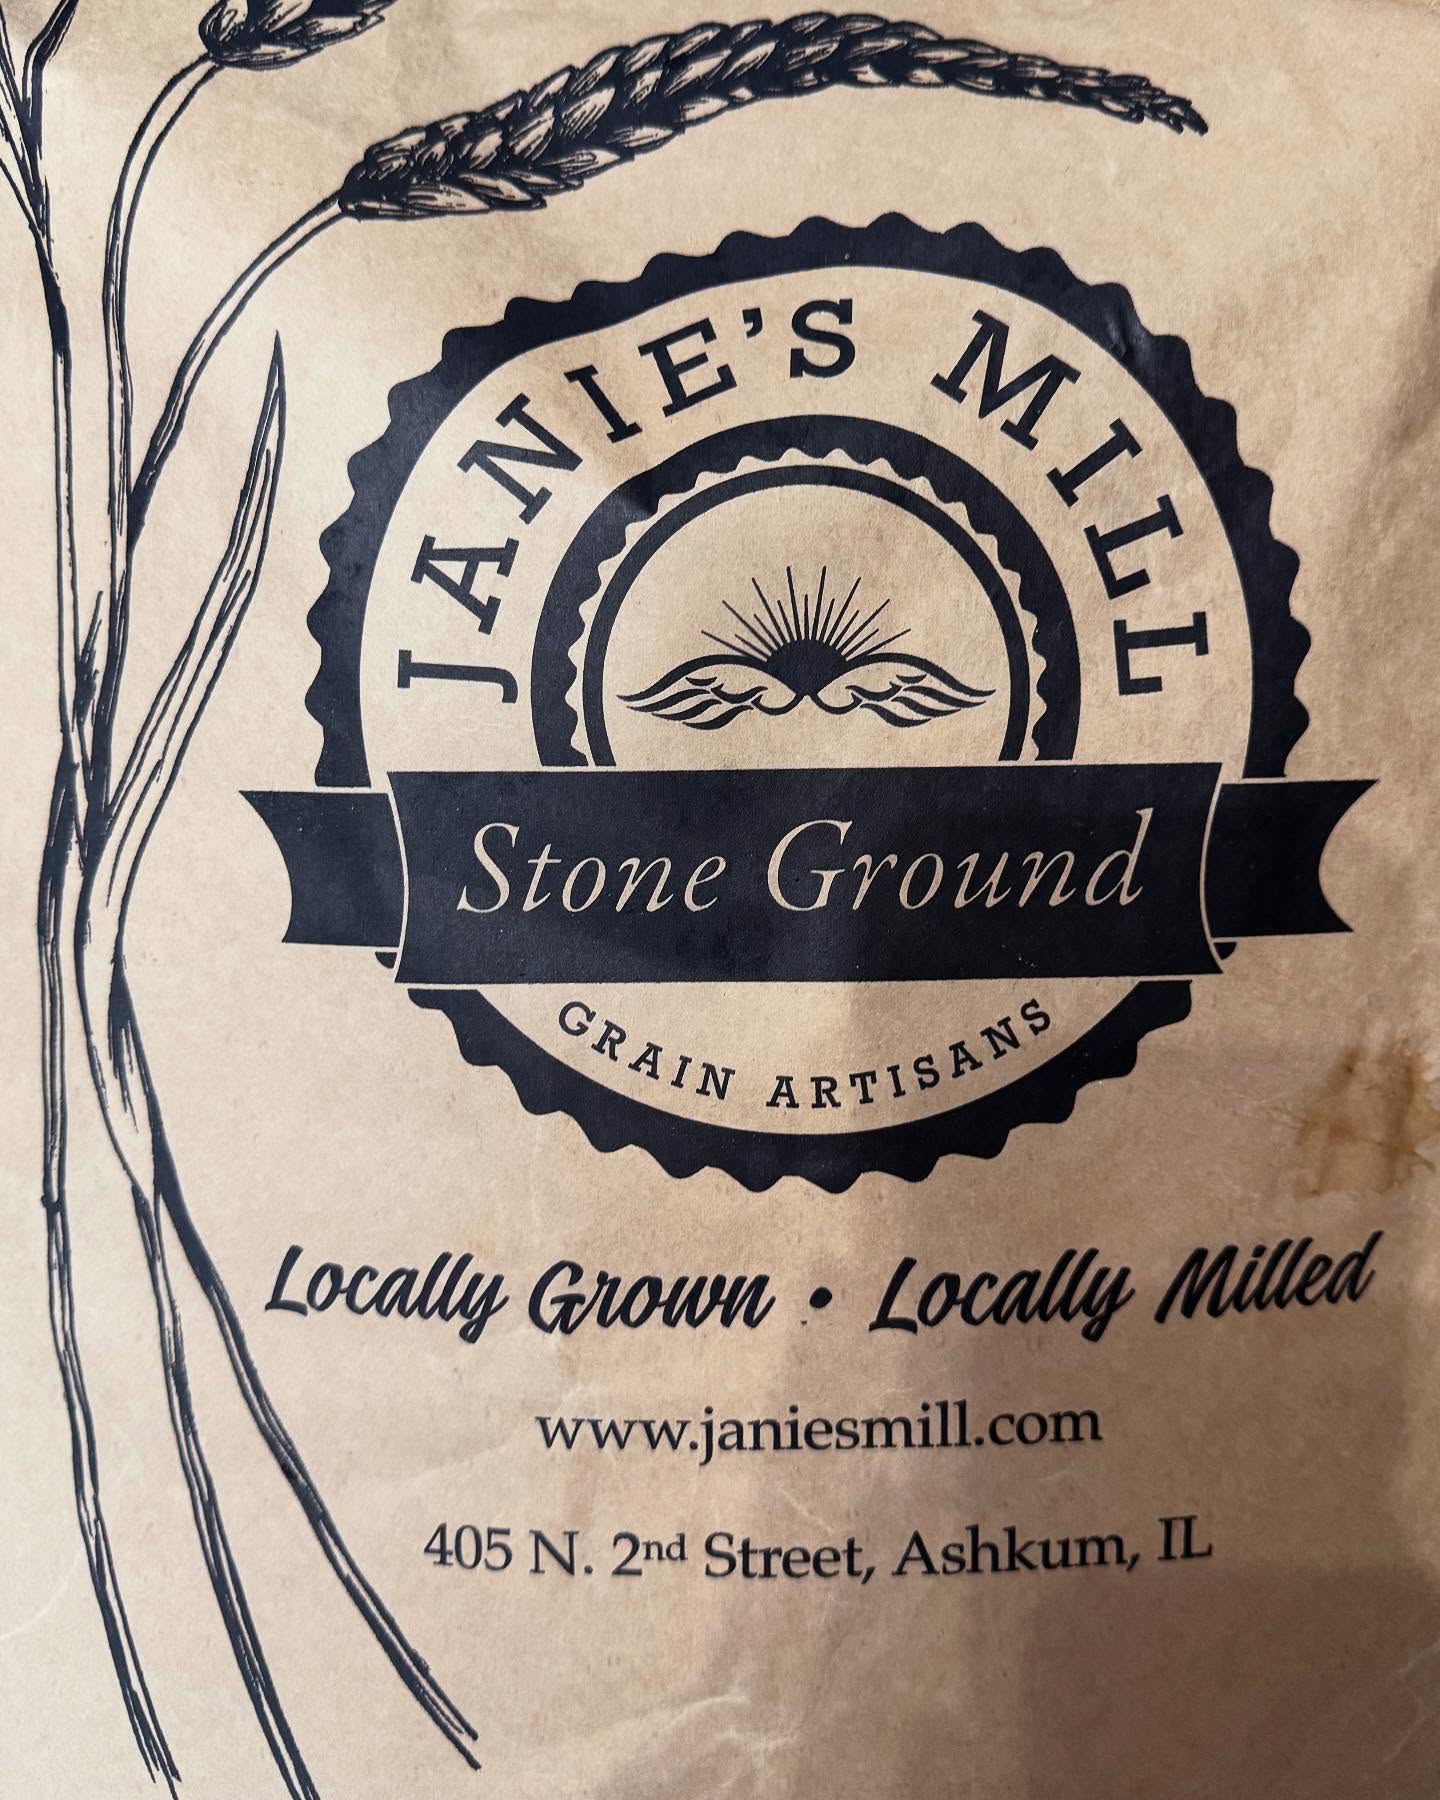 JANIE'S MILL
Stone Ground
GRAIN ARTISANS
Locally Grown • Locally Milled
www.janiesmill.com
405 N. 2nd Street, Ashkum, IL